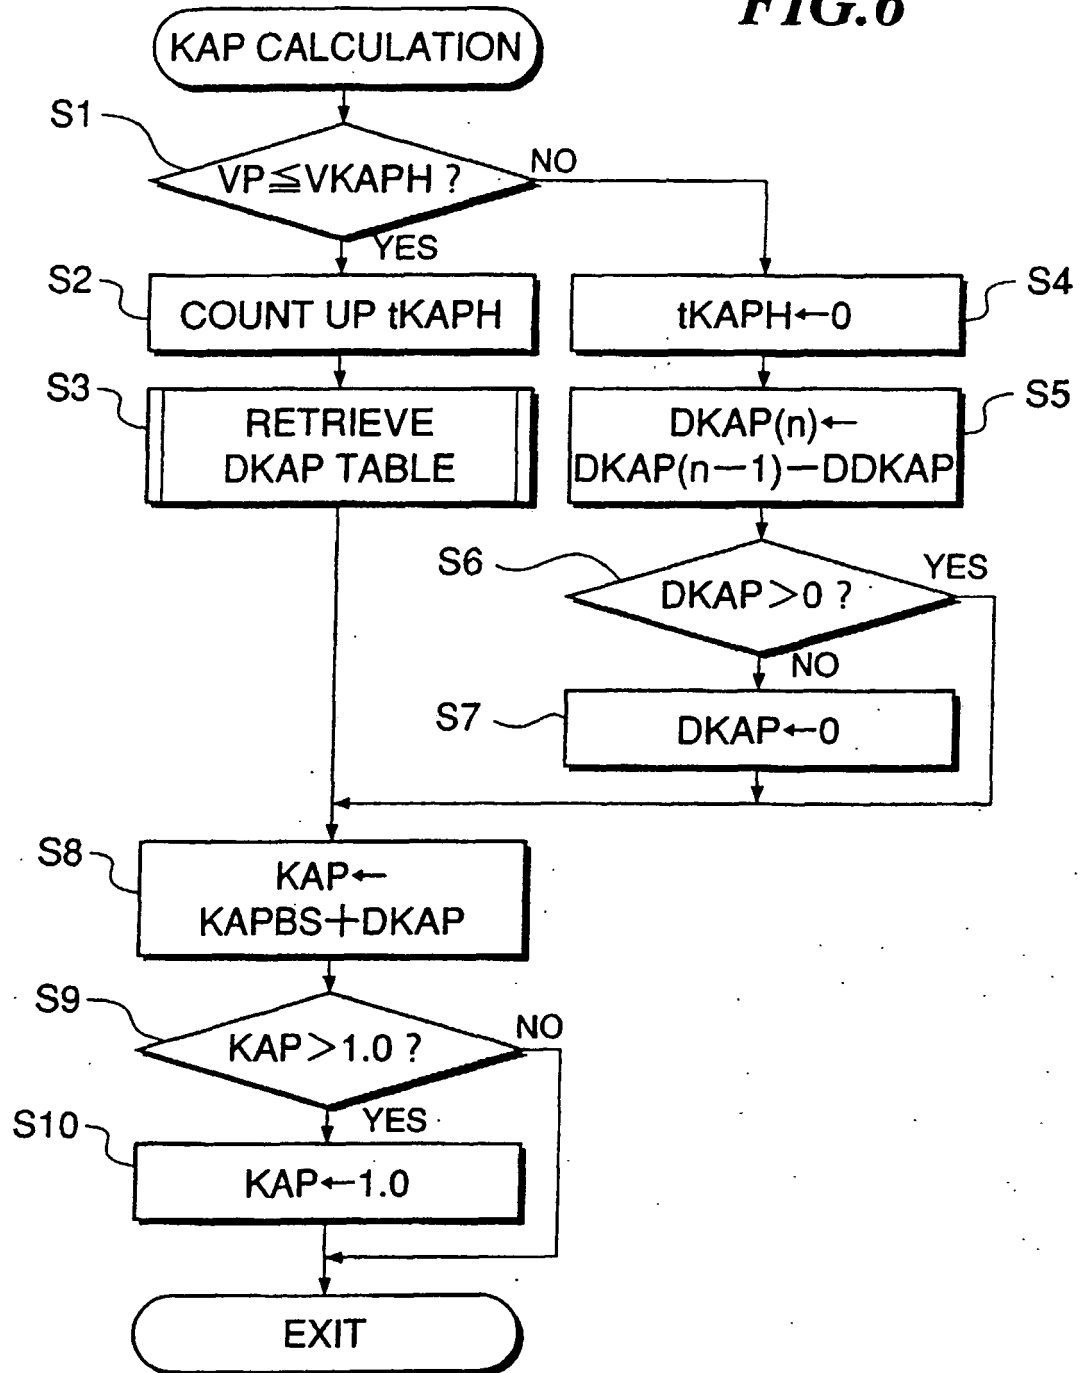 FIG.6
KAP CALCULATION
S1
VP≦VKAPH ?
NO
YES
S2
COUNT UP tKAPH
S4
tKAPH←0
S3
RETRIEVE
DKAP TABLE
S5
DKAP(n)←
DKAP(n−1)−DDKAP
S6
DKAP>0 ?
YES
NO
S7
DKAP←0
S8
KAP←
KAPBS+DKAP
S9
KAP>1.0 ?
NO
YES
S10
KAP←1.0
EXIT